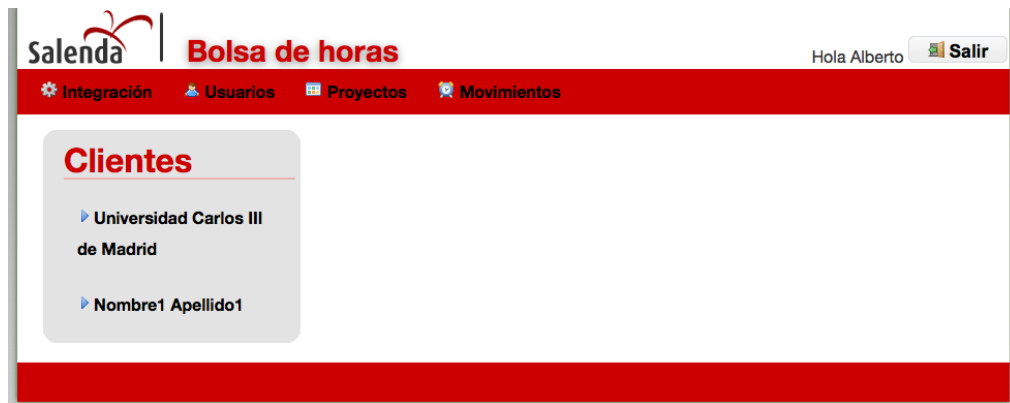 Salenda
Bolsa de horas
Hola Alberto
Salir
Integración Usuarios Proyectos Movimientos
Clientes
Universidad Carlos III
de Madrid
Nombre1 Apellido1